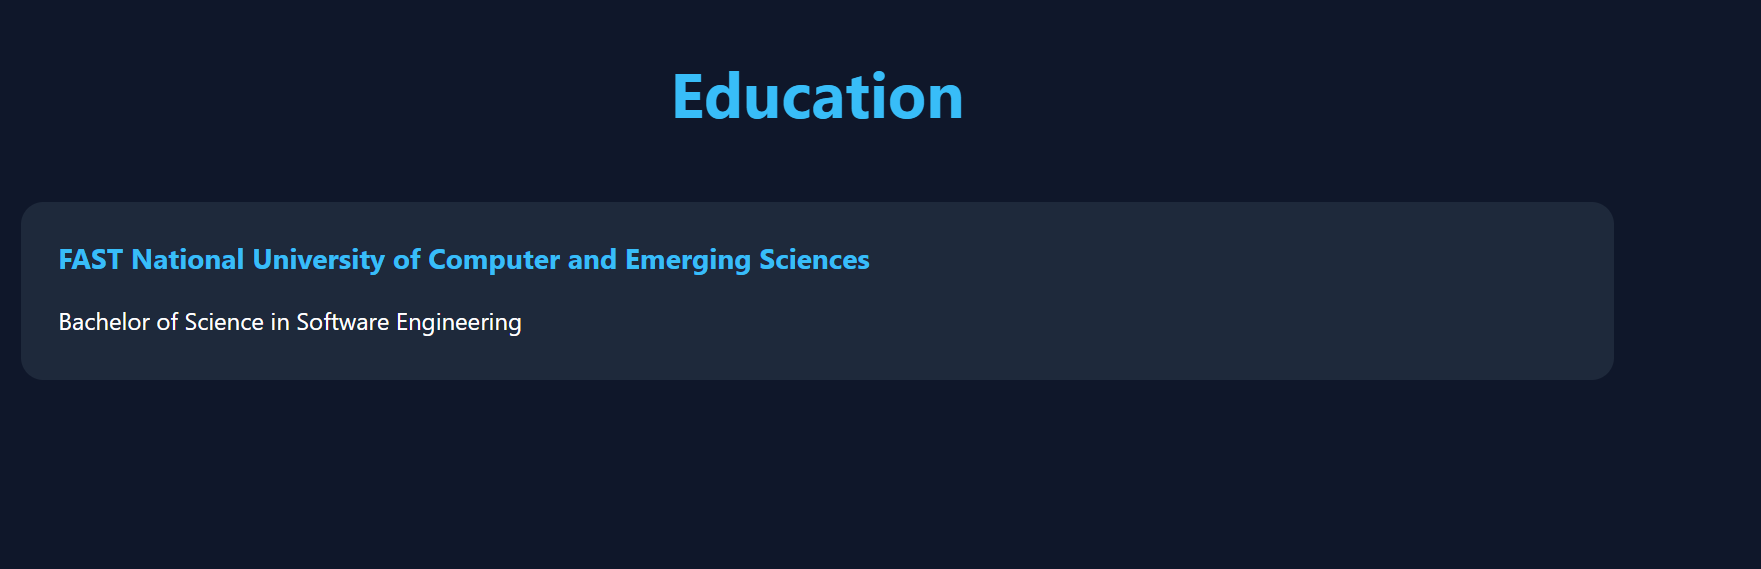 Education
FAST National University of Computer and Emerging Sciences
Bachelor of Science in Software Engineering